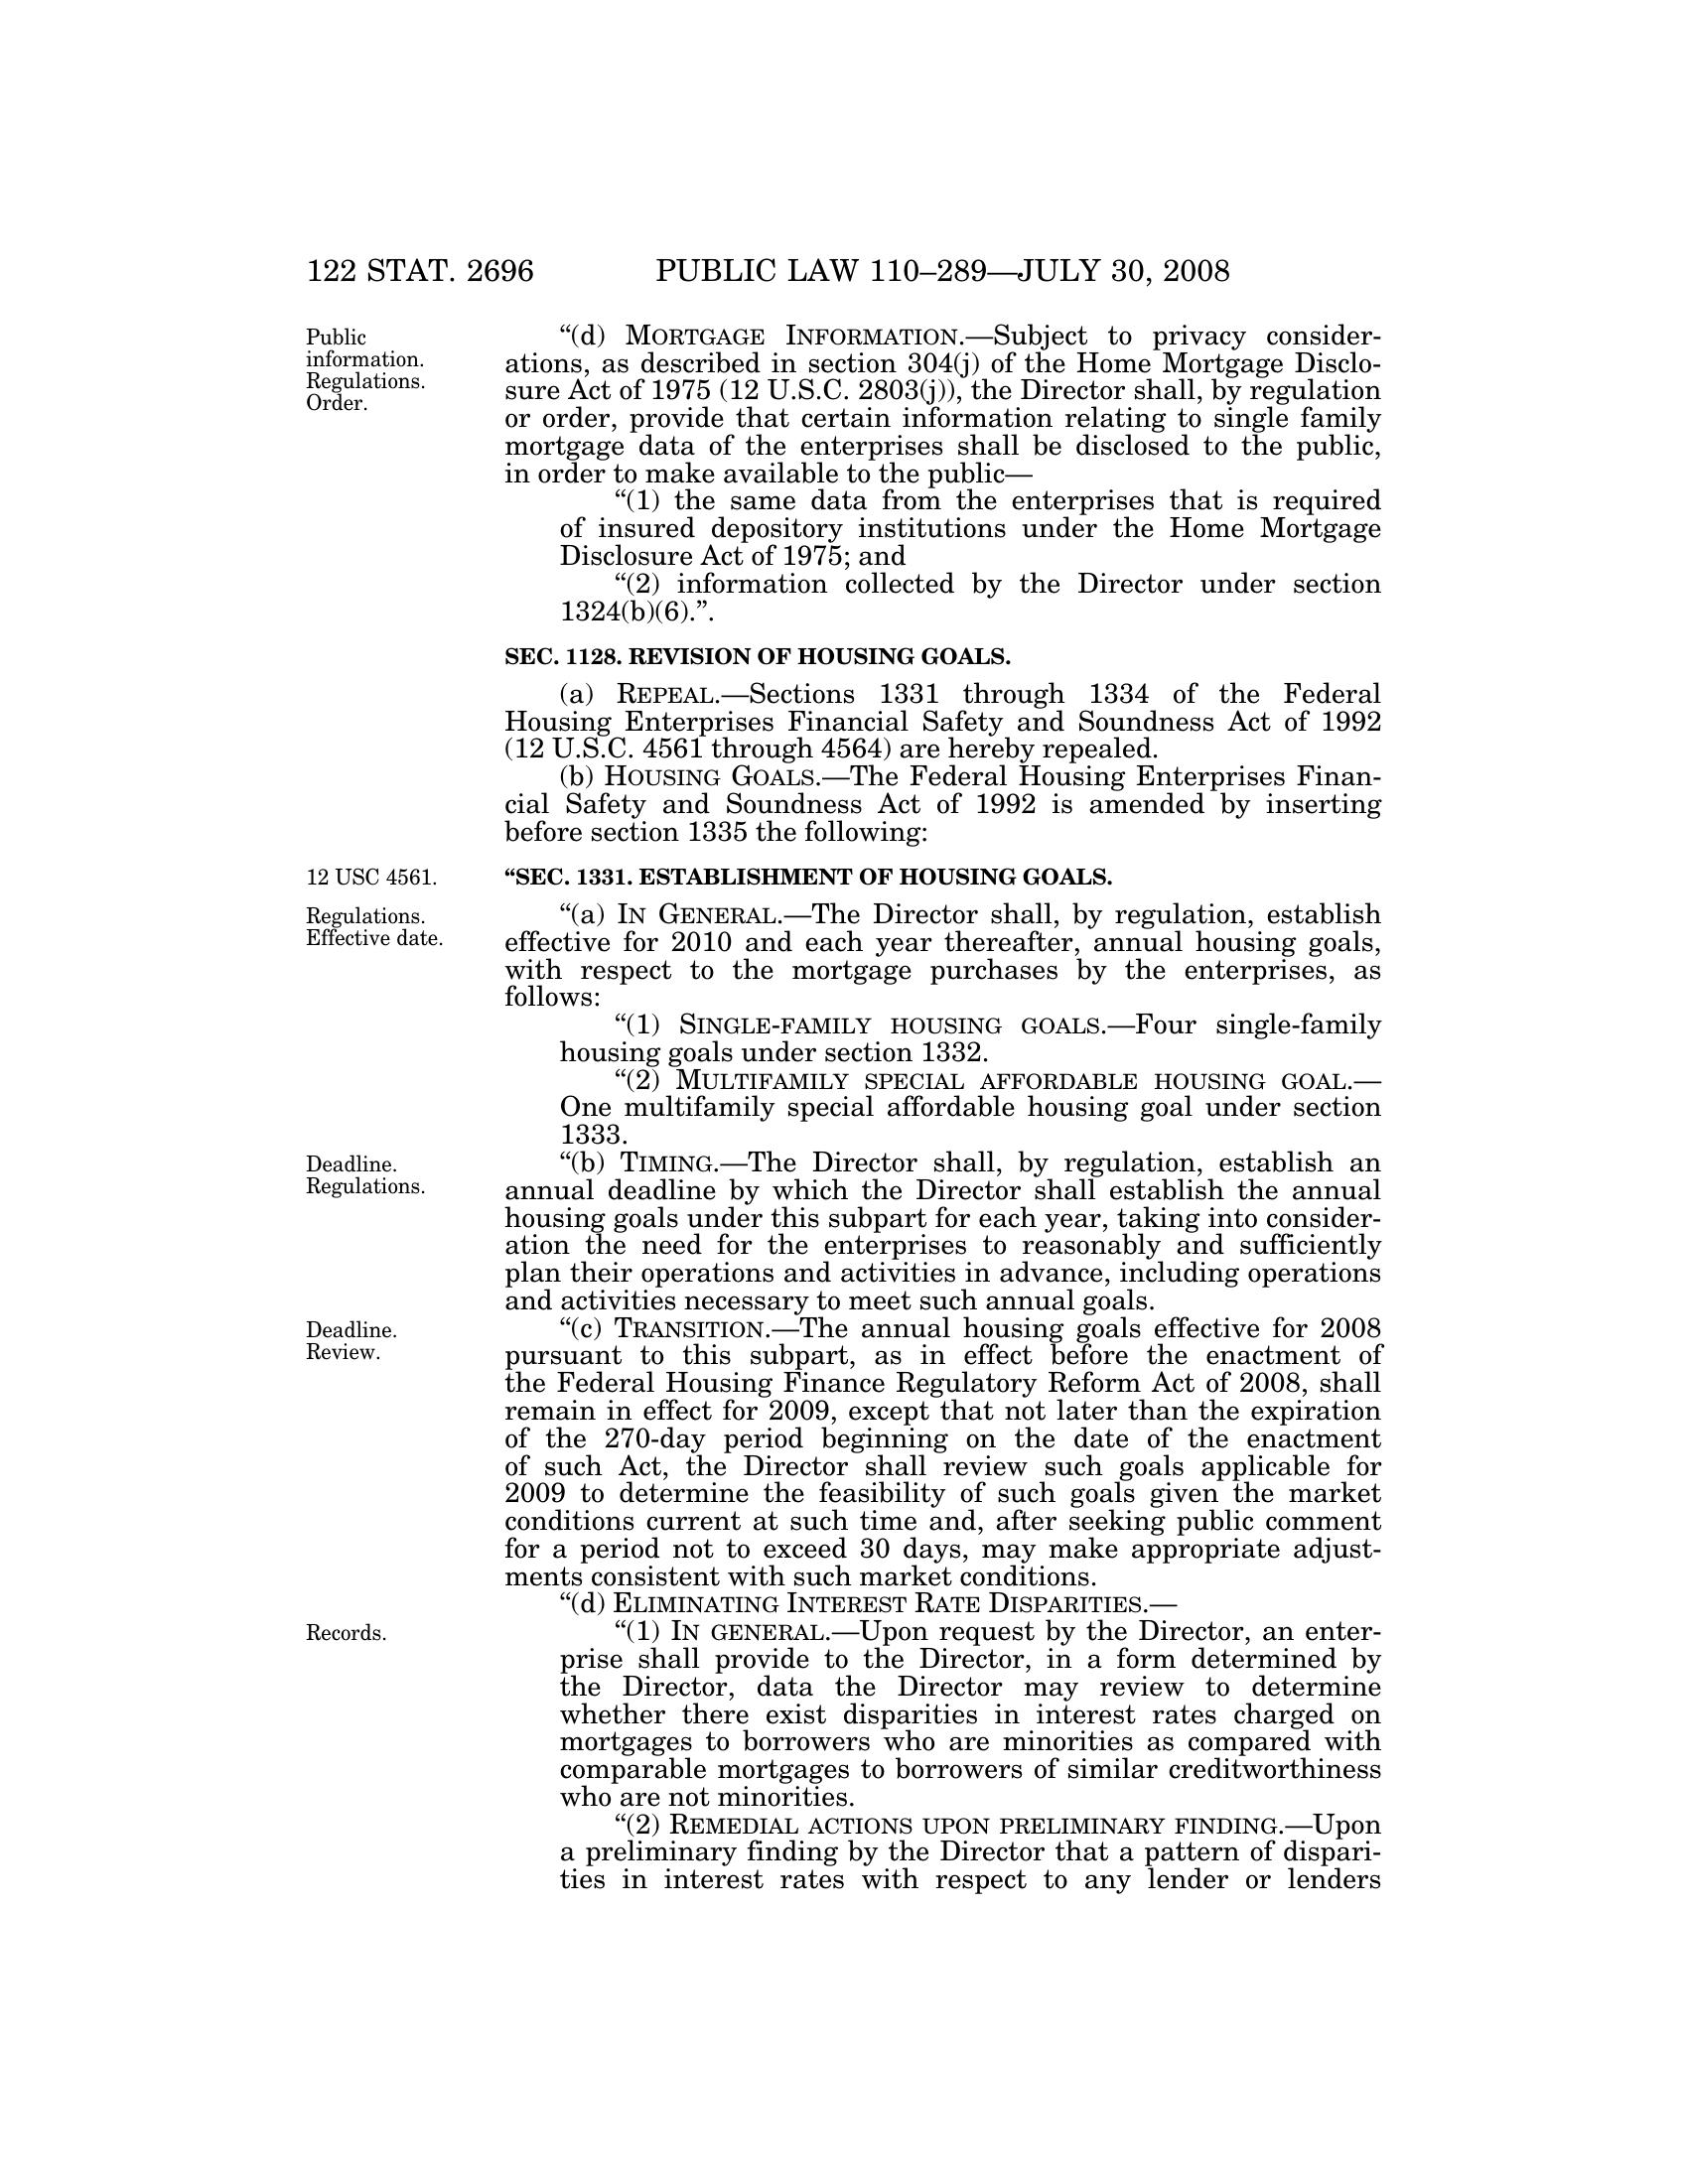 122 STAT. 2696 PUBLIC LAW 110–289—JULY 30, 2008
Public
information.
Regulations.
Order.
“(d) MORTGAGE INFORMATION.—Subject to privacy consider-
ations, as described in section 304(j) of the Home Mortgage Disclo-
sure Act of 1975 (12 U.S.C. 2803(j)), the Director shall, by regulation
or order, provide that certain information relating to single family
mortgage data of the enterprises shall be disclosed to the public,
in order to make available to the public—
“(1) the same data from the enterprises that is required
of insured depository institutions under the Home Mortgage
Disclosure Act of 1975; and
“(2) information collected by the Director under section
1324(b)(6).”.
SEC. 1128. REVISION OF HOUSING GOALS.
(a) REPEAL.—Sections 1331 through 1334 of the Federal
Housing Enterprises Financial Safety and Soundness Act of 1992
(12 U.S.C. 4561 through 4564) are hereby repealed.
(b) HOUSING GOALS.—The Federal Housing Enterprises Finan-
cial Safety and Soundness Act of 1992 is amended by inserting
before section 1335 the following:
12 USC 4561.
“SEC. 1331. ESTABLISHMENT OF HOUSING GOALS.
Regulations.
Effective date.
“(a) IN GENERAL.—The Director shall, by regulation, establish
effective for 2010 and each year thereafter, annual housing goals,
with respect to the mortgage purchases by the enterprises, as
follows:
“(1) SINGLE-FAMILY HOUSING GOALS.—Four single-family
housing goals under section 1332.
“(2) MULTIFAMILY SPECIAL AFFORDABLE HOUSING GOAL.—
One multifamily special affordable housing goal under section
1333.
Deadline.
Regulations.
“(b) TIMING.—The Director shall, by regulation, establish an
annual deadline by which the Director shall establish the annual
housing goals under this subpart for each year, taking into consider-
ation the need for the enterprises to reasonably and sufficiently
plan their operations and activities in advance, including operations
and activities necessary to meet such annual goals.
Deadline.
Review.
“(c) TRANSITION.—The annual housing goals effective for 2008
pursuant to this subpart, as in effect before the enactment of
the Federal Housing Finance Regulatory Reform Act of 2008, shall
remain in effect for 2009, except that not later than the expiration
of the 270-day period beginning on the date of the enactment
of such Act, the Director shall review such goals applicable for
2009 to determine the feasibility of such goals given the market
conditions current at such time and, after seeking public comment
for a period not to exceed 30 days, may make appropriate adjust-
ments consistent with such market conditions.
“(d) ELIMINATING INTEREST RATE DISPARITIES.—
Records.
“(1) IN GENERAL.—Upon request by the Director, an enter-
prise shall provide to the Director, in a form determined by
the Director, data the Director may review to determine
whether there exist disparities in interest rates charged on
mortgages to borrowers who are minorities as compared with
comparable mortgages to borrowers of similar creditworthiness
who are not minorities.
“(2) REMEDIAL ACTIONS UPON PRELIMINARY FINDING.—Upon
a preliminary finding by the Director that a pattern of dispari-
ties in interest rates with respect to any lender or lenders